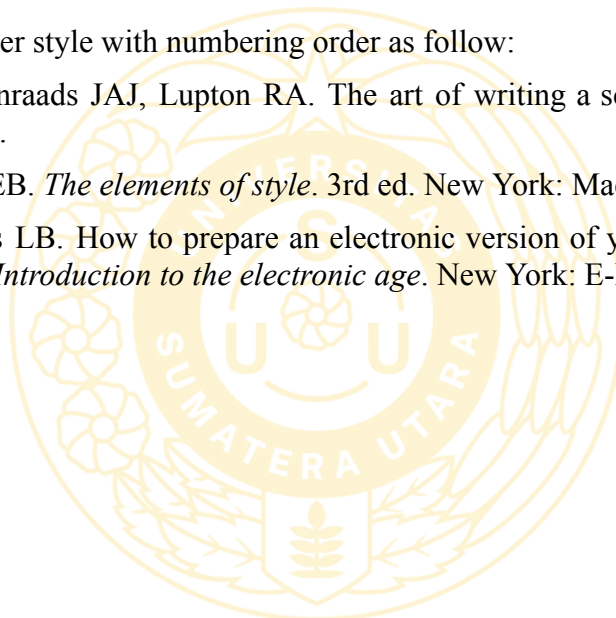 er style with numbering order as follow:
nraads JAJ, Lupton RA. The art of writing a s
.
EB. The elements of style. 3rd ed. New York: Ma
s LB. How to prepare an electronic version of y
Introduction to the electronic age. New York: E-
UNIVERSITAS
SUMATERA UTARA
U S U